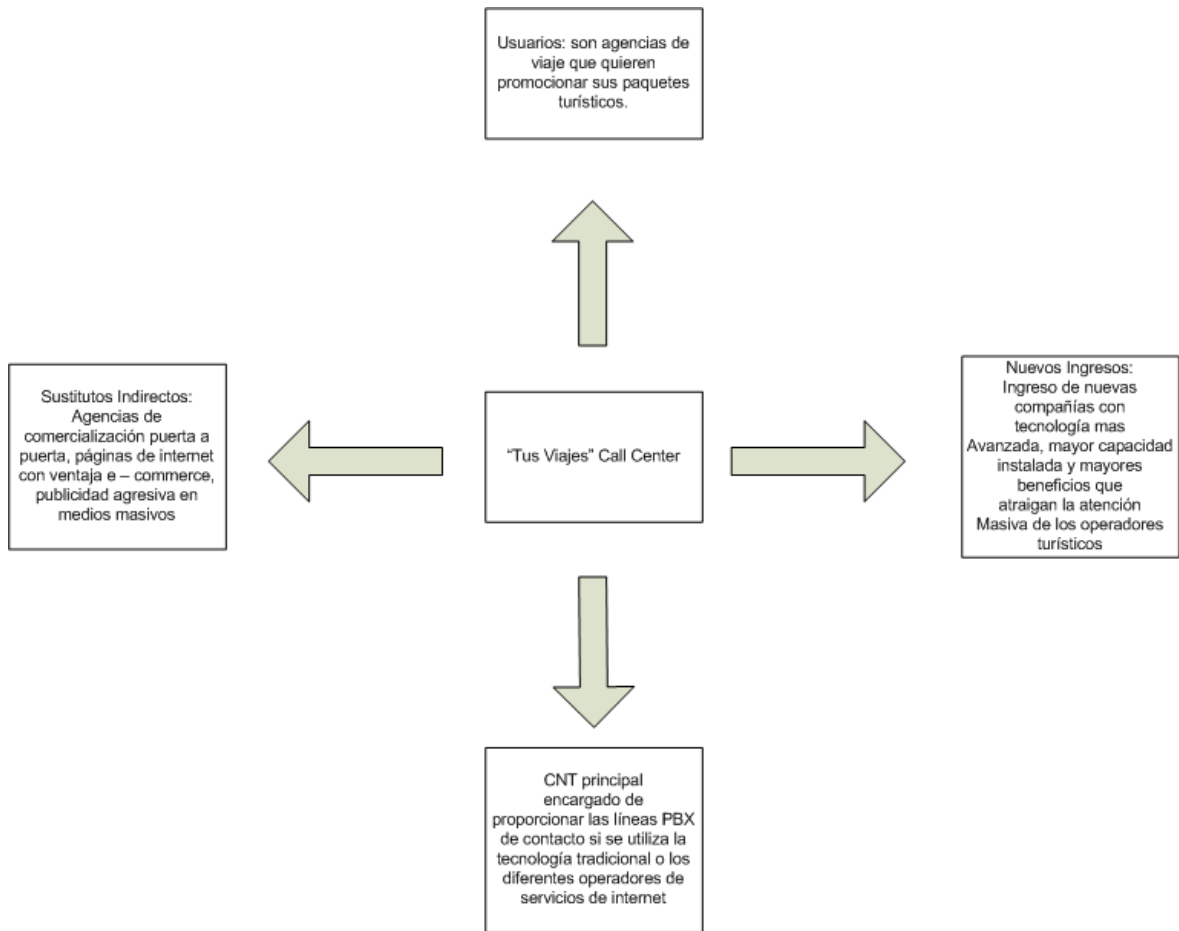 Usuarios: son agencias de
viaje que quieren
promocionar sus paquetes
turísticos.
Sustitutos Indirectos:
Agencias de
comercialización puerta a
puerta, páginas de internet
con ventaja e – commerce,
publicidad agresiva en
medios masivos
“Tus Viajes” Call Center
Nuevos Ingresos:
Ingreso de nuevas
compañías con
tecnología mas
Avanzada, mayor capacidad
instalada y mayores
beneficios que
atraigan la atención
Masiva de los operadores
turísticos
CNT principal
encargado de
proporcionar las líneas PBX
de contacto si se utiliza la
tecnología tradicional o los
diferentes operadores de
servicios de internet